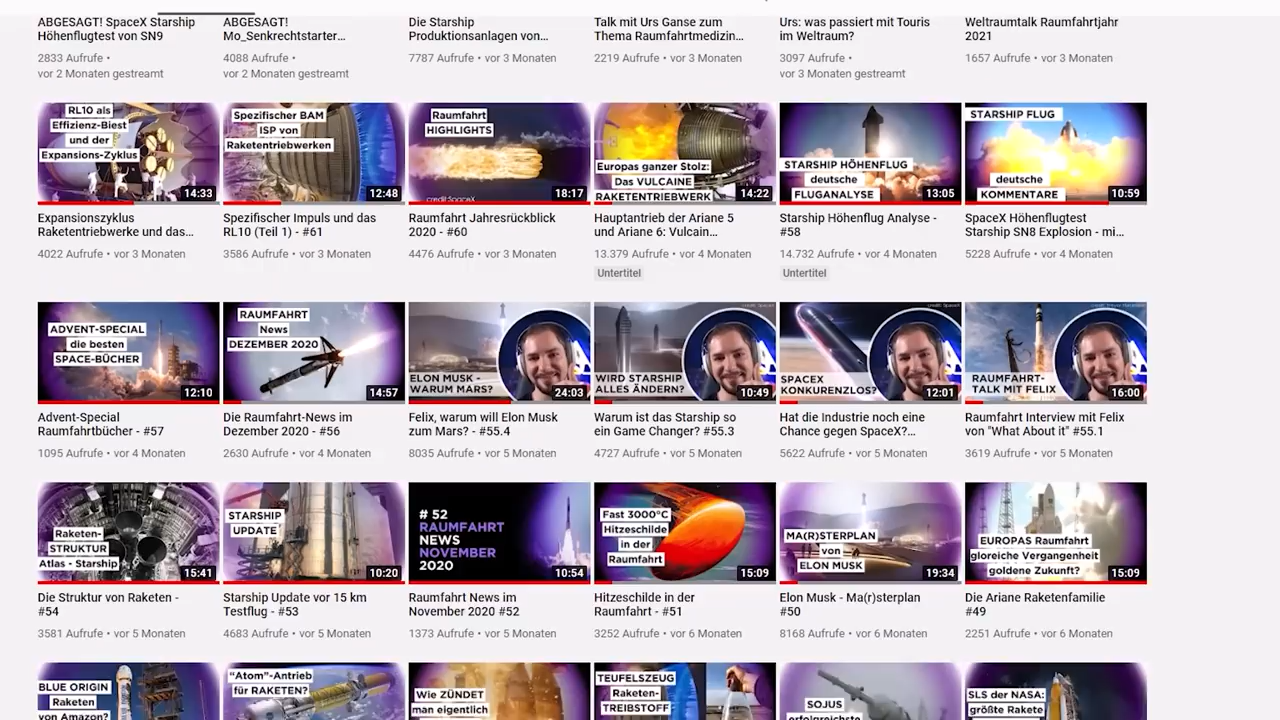 ABGESAGT! SpaceX Starship
Höhenflugtest von SN9
2833 Aufrufe •
vor 2 Monaten gestreamt
ABGESAGT!
Mo_Senkrechtstarter…
4088 Aufrufe •
vor 2 Monaten gestreamt
Die Starship
Produktionsanlagen von…
7787 Aufrufe • vor 3 Monaten
Talk mit Urs Ganse zum
Thema Raumfahrtmedizin…
2219 Aufrufe • vor 3 Monaten
Urs: was passiert mit Touris
im Weltraum?
3097 Aufrufe •
vor 3 Monaten gestreamt
Weltraumtalk Raumfahrtjahr
2021
1657 Aufrufe • vor 3 Monaten
RL10 als
Effizienz-Biest
und der
Expansions-Zyklus
14:33
Expansionszyklus
Raketentriebwerke und das…
4022 Aufrufe • vor 3 Monaten
Spezifischer BAM
ISP von
Raketentriebwerken
12:48
Spezifischer Impuls und das
RL10 (Teil 1) - #61
3586 Aufrufe • vor 3 Monaten
Raumfahrt
HIGHLIGHTS
credit:SpaceX
18:17
Raumfahrt Jahresrückblick
2020 - #60
4476 Aufrufe • vor 3 Monaten
Europas ganzer Stolz:
Das VULCAINE
RAKETENTRIEBWERK
14:22
Hauptantrieb der Ariane 5
und Ariane 6: Vulcain…
13.379 Aufrufe • vor 4 Monaten
Untertitel
STARSHIP HÖHENFLUG
deutsche
FLUGANALYSE
13:05
Starship Höhenflug Analyse -
#58
14.732 Aufrufe • vor 4 Monaten
Untertitel
STARSHIP FLUG
deutsche
KOMMENTARE
10:59
SpaceX Höhenflugtest
Starship SN8 Explosion - mi…
5228 Aufrufe • vor 4 Monaten
ADVENT-SPECIAL
die besten
SPACE-BÜCHER
12:10
Advent-Special
Raumfahrtbücher - #57
1095 Aufrufe • vor 4 Monaten
RAUMFAHRT
News
DEZEMBER 2020
14:57
Die Raumfahrt-News im
Dezember 2020 - #56
2630 Aufrufe • vor 4 Monaten
ELON MUSK -
WARUM MARS?
24:03
Felix, warum will Elon Musk
zum Mars? - #55.4
8035 Aufrufe • vor 5 Monaten
WIRD STARSHIP
ALLES ÄNDERN?
10:49
Warum ist das Starship so
ein Game Changer? #55.3
4727 Aufrufe • vor 5 Monaten
SPACEX
KONKURENZLOS?
12:01
Hat die Industrie noch eine
Chance gegen SpaceX?…
5622 Aufrufe • vor 5 Monaten
RAUMFAHRT-
TALK MIT FELIX
16:00
Raumfahrt Interview mit Felix
von "What About it" #55.1
3619 Aufrufe • vor 5 Monaten
Raketen-
STRUKTUR
Atlas - Starship
15:41
Die Struktur von Raketen -
#54
3581 Aufrufe • vor 5 Monaten
STARSHIP
UPDATE
10:20
Starship Update vor 15 km
Testflug - #53
4683 Aufrufe • vor 5 Monaten
# 52
RAUMFAHRT
NEWS
NOVEMBER
2020
10:54
Raumfahrt News im
November 2020 #52
1373 Aufrufe • vor 5 Monaten
Fast 3000°C
Hitzeschilde
in der
Raumfahrt
15:09
Hitzeschilde in der
Raumfahrt - #51
3252 Aufrufe • vor 6 Monaten
MA(R)STERPLAN
von
ELON MUSK
19:34
Elon Musk - Ma(r)sterplan
#50
8168 Aufrufe • vor 6 Monaten
EUROPAS Raumfahrt
gloreiche Vergangenheit
goldene Zukunft?
15:09
Die Ariane Raketenfamilie
#49
2251 Aufrufe • vor 6 Monaten
BLUE ORIGIN
Raketen
von Amazon?
"Atom"-Antrieb
für RAKETEN?
Wie ZÜNDET
man eigentlich
TEUFELSZEUG
Raketen-
TREIBSTOFF
SOJUS
erfolgreichste
SLS der NASA:
größte Rakete